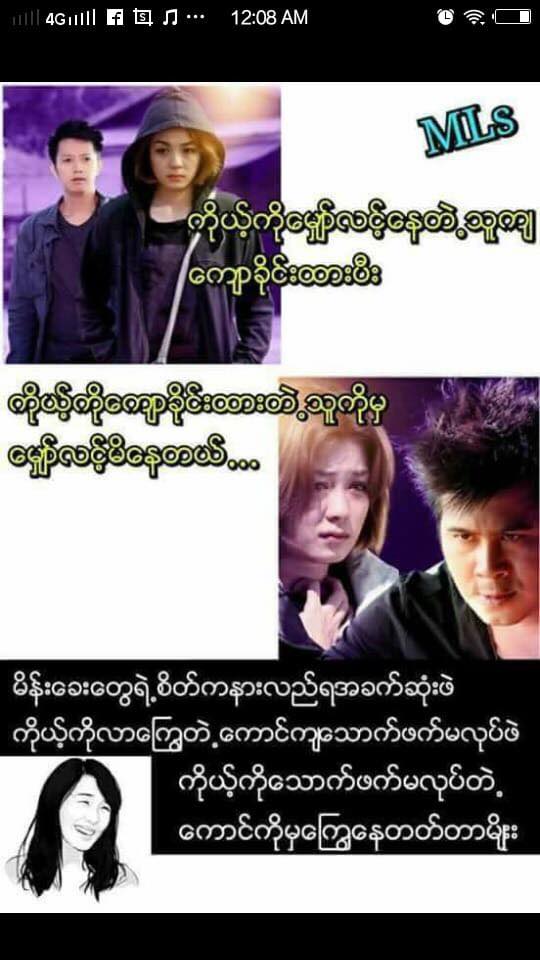 4G
12:08 AM
MLs
ကိုယ့်ကိုမျှော်လင့်နေတဲ့သူကျ
ကျောခိုင်းထားပီး
ကိုယ့်ကိုကျောခိုင်းထားတဲ့သူကိုမှ
မျှော်လင့်မိနေတယ်...
မိန်းခေးတွေရဲ့စိတ်ကနားလည်ရအခက်ဆုံးဖဲ
ကိုယ့်ကိုလာကြွေတဲ့ကောင်ကျသောက်ဖက်မလုပ်ဖဲ
ကိုယ့်ကိုသောက်ဖက်မလုပ်တဲ့
ကောင်ကိုမှကြွေနေတတ်တာမျိုး